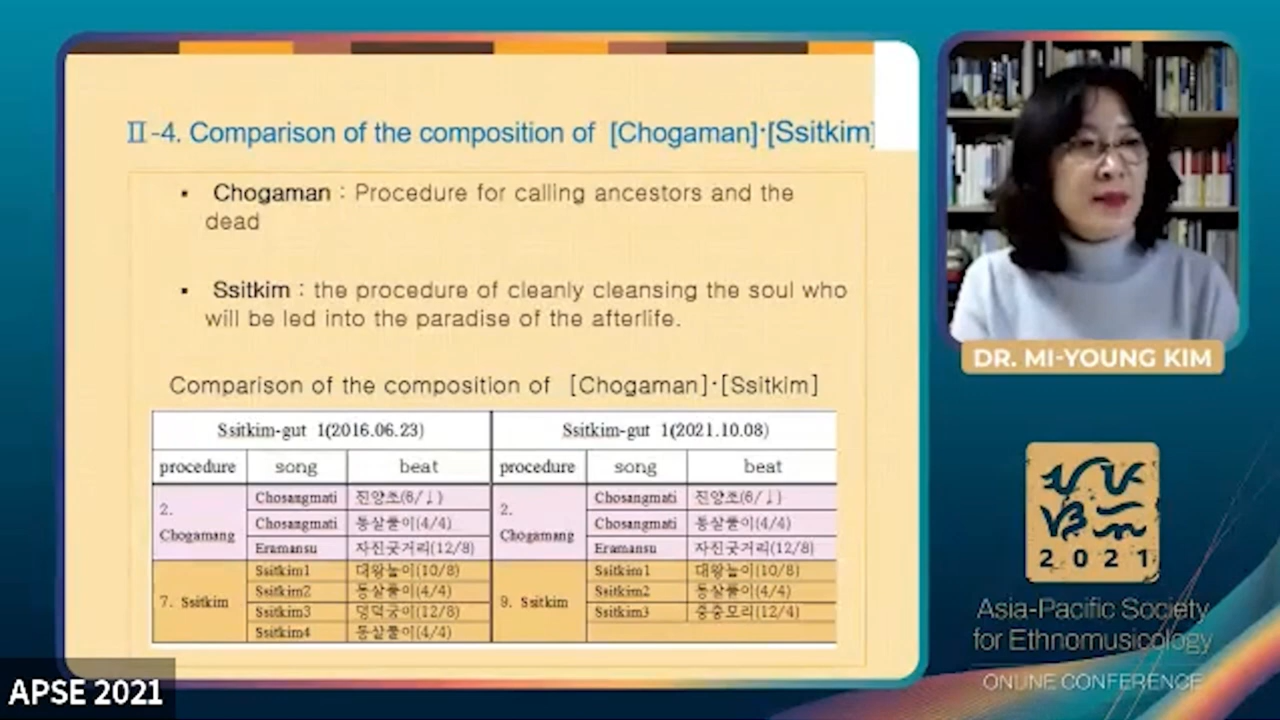 Ⅱ-4. Comparison of the composition of [Chogaman]·[Ssitkim]
▪ Chogaman : Procedure for calling ancestors and the
dead
▪ Ssitkim : the procedure of cleanly cleansing the soul who
will be led into the paradise of the afterlife.
Comparison of the composition of [Chogaman]·[Ssitkim]
Ssitkim-gut 1(2016.06.23) Ssitkim-gut 1(2021.10.08)
procedure song beat procedure song beat
2. Chogamang Chosangmati 진양조(6/♩) 2. Chogamang Chosangmati 진양조(6/♩)
Chosangmati 동살풀이(4/4) Chosangmati 동살풀이(4/4)
Eramansu 자진굿거리(12/8) Eramansu 자진굿거리(12/8)
7. Ssitkim Ssitkim1 대왕놀이(10/8) 9. Ssitkim Ssitkim1 대왕놀이(10/8)
Ssitkim2 동살풀이(4/4) Ssitkim2 동살풀이(4/4)
Ssitkim3 덩덕궁이(12/8) Ssitkim3 중중모리(12/4)
Ssitkim4 동살풀이(4/4)
DR. MI-YOUNG KIM
2021
Asia-Pacific Society
for Ethnomusicology
ONLINE CONFERENCE
APSE 2021